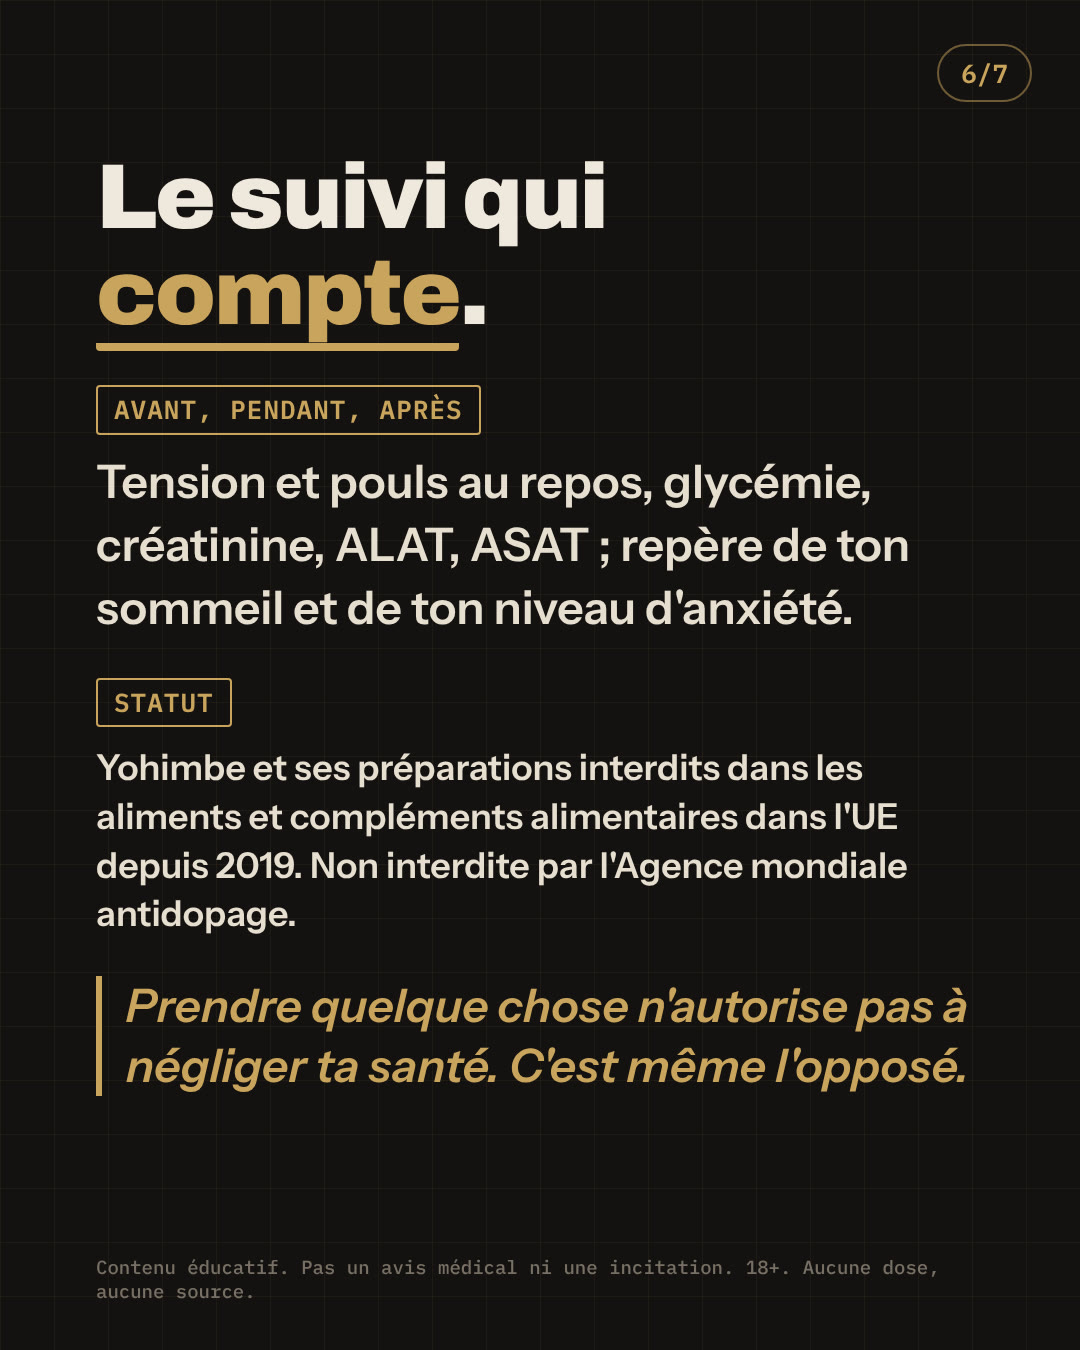 6/7
Le suivi qui
compte.
AVANT, PENDANT, APRÈS
Tension et pouls au repos, glycémie,
créatinine, ALAT, ASAT ; repère de ton
sommeil et de ton niveau d'anxiété.
STATUT
Yohimbe et ses préparations interdits dans les
aliments et compléments alimentaires dans l'UE
depuis 2019. Non interdite par l'Agence mondiale
antidopage.
Prendre quelque chose n'autorise pas à
négliger ta santé. C'est même l'opposé.
Contenu éducatif. Pas un avis médical ni une incitation. 18+. Aucune dose,
aucune source.